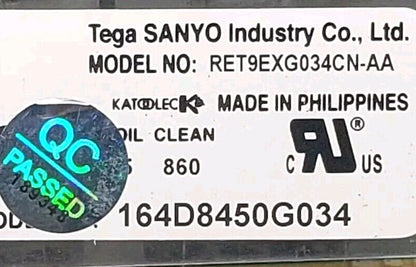 Tega SANYO Industry Co., Ltd.
MODEL NO: RET9EXG034CN-AA
KATOOLEC MADE IN PHILIPPINES
OIL CLEAN
860
C US ®
QC
PASSED
164D8450G034